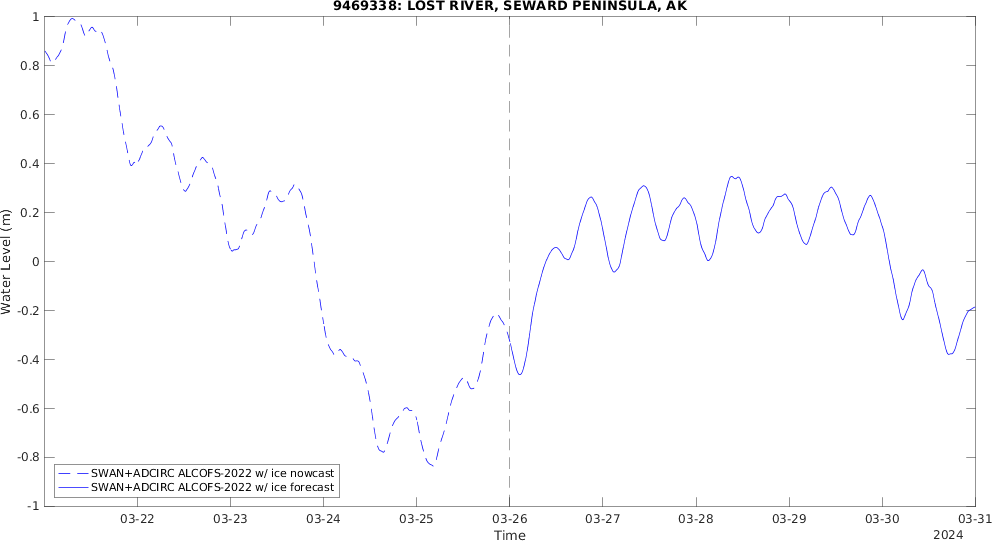 9469338: LOST RIVER, SEWARD PENINSULA, AK
1
0.8
0.6
0.4
0.2
0
-0.2
-0.4
-0.6
-0.8
-1
Water Level (m)
SWAN+ADCIRC ALCOFS-2022 w/ ice nowcast
SWAN+ADCIRC ALCOFS-2022 w/ ice forecast
03-22 03-23 03-24 03-25 03-26 03-27 03-28 03-29 03-30 03-31
Time
2024